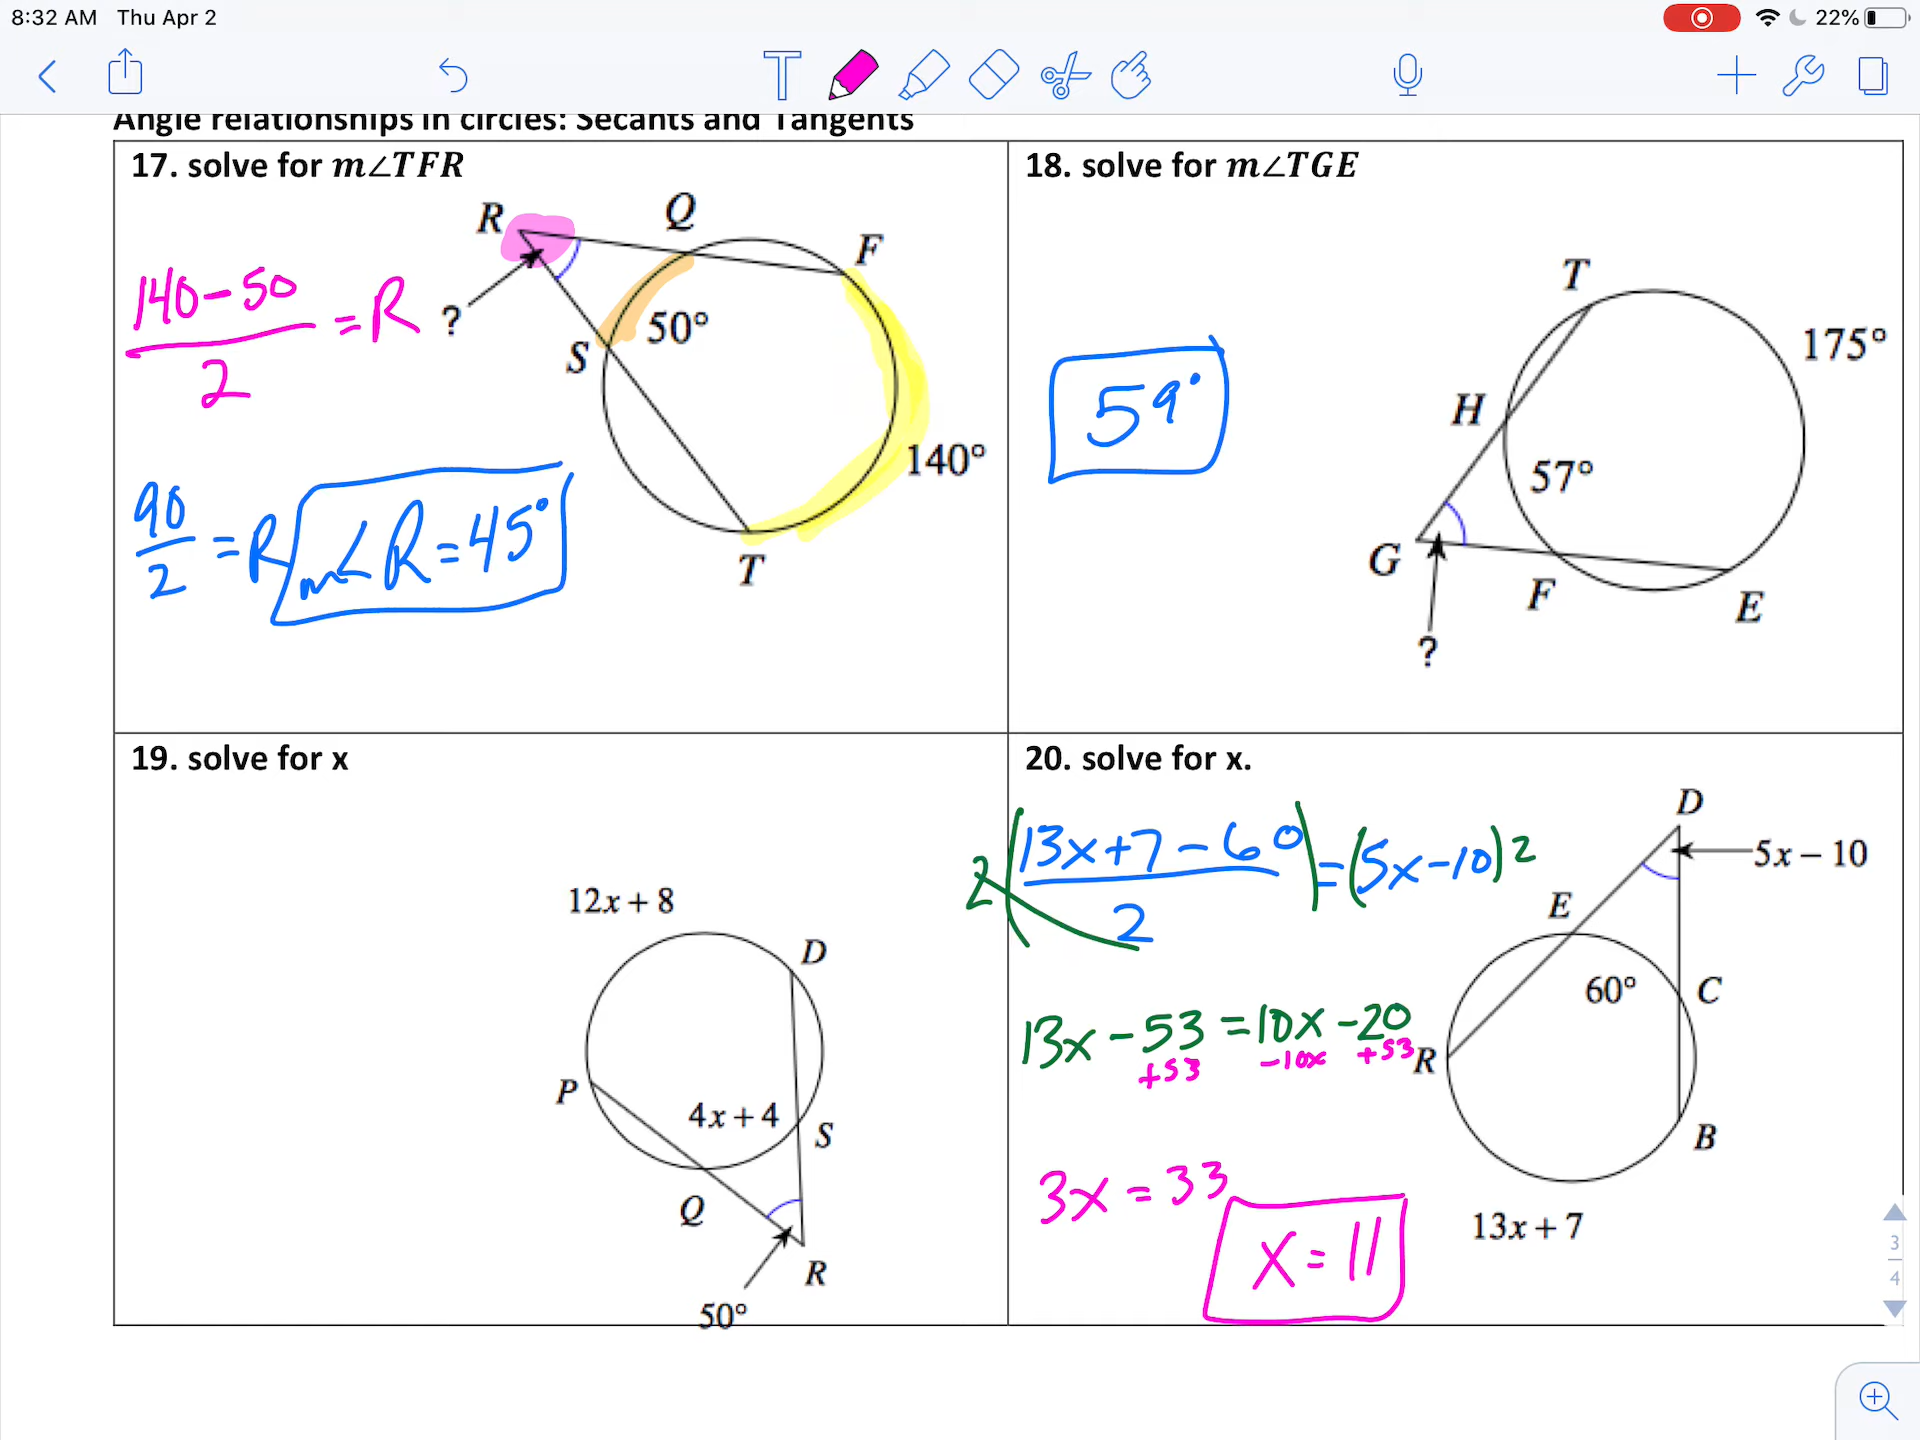 8:32 AM Thu Apr 2
22%
Angle relationships in circles: Secants and Tangents
17. solve for m∠TFR
R
Q
F
140-50
2
=R
?
S
50°
140°
90
2
=R
m∠R=45°
T
18. solve for m∠TGE
T
175°
59°
H
57°
G
F
E
?
19. solve for x
12x + 8
D
P
4x + 4
S
Q
R
50°
20. solve for x.
D
2(13x+7-60)=(5x-10)2
2
5x – 10
E
60°
C
13x-53=10x-20
+53 -10x +53
R
B
3x=33
x=11
13x + 7
3
4